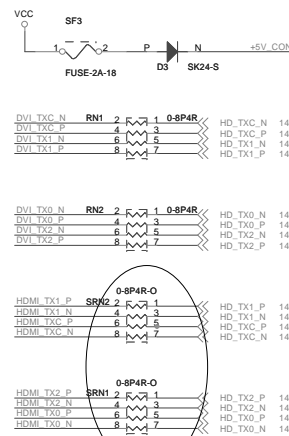 VCC
SF3
1 2 P N +5V_CON
FUSE-2A-18 D3 SK24-S
DVI_TXC_N RN1 2 1 0-8P4R HD_TXC_N 14
DVI_TXC_P 4 3 HD_TXC_P 14
DVI_TX1_N 6 5 HD_TX1_N 14
DVI_TX1_P 8 7 HD_TX1_P 14
DVI_TX0_N RN2 2 1 0-8P4R HD_TX0_N 14
DVI_TX0_P 4 3 HD_TX0_P 14
DVI_TX2_N 6 5 HD_TX2_N 14
DVI_TX2_P 8 7 HD_TX2_P 14
0-8P4R-O
HDMI_TX1_P SRN2 2 1 HD_TX1_P 14
HDMI_TX1_N 4 3 HD_TX1_N 14
HDMI_TXC_P 6 5 HD_TXC_P 14
HDMI_TXC_N 8 7 HD_TXC_N 14
0-8P4R-O
HDMI_TX2_P SRN1 2 1 HD_TX2_P 14
HDMI_TX2_N 4 3 HD_TX2_N 14
HDMI_TX0_P 6 5 HD_TX0_P 14
HDMI_TX0_N 8 7 HD_TX0_N 14